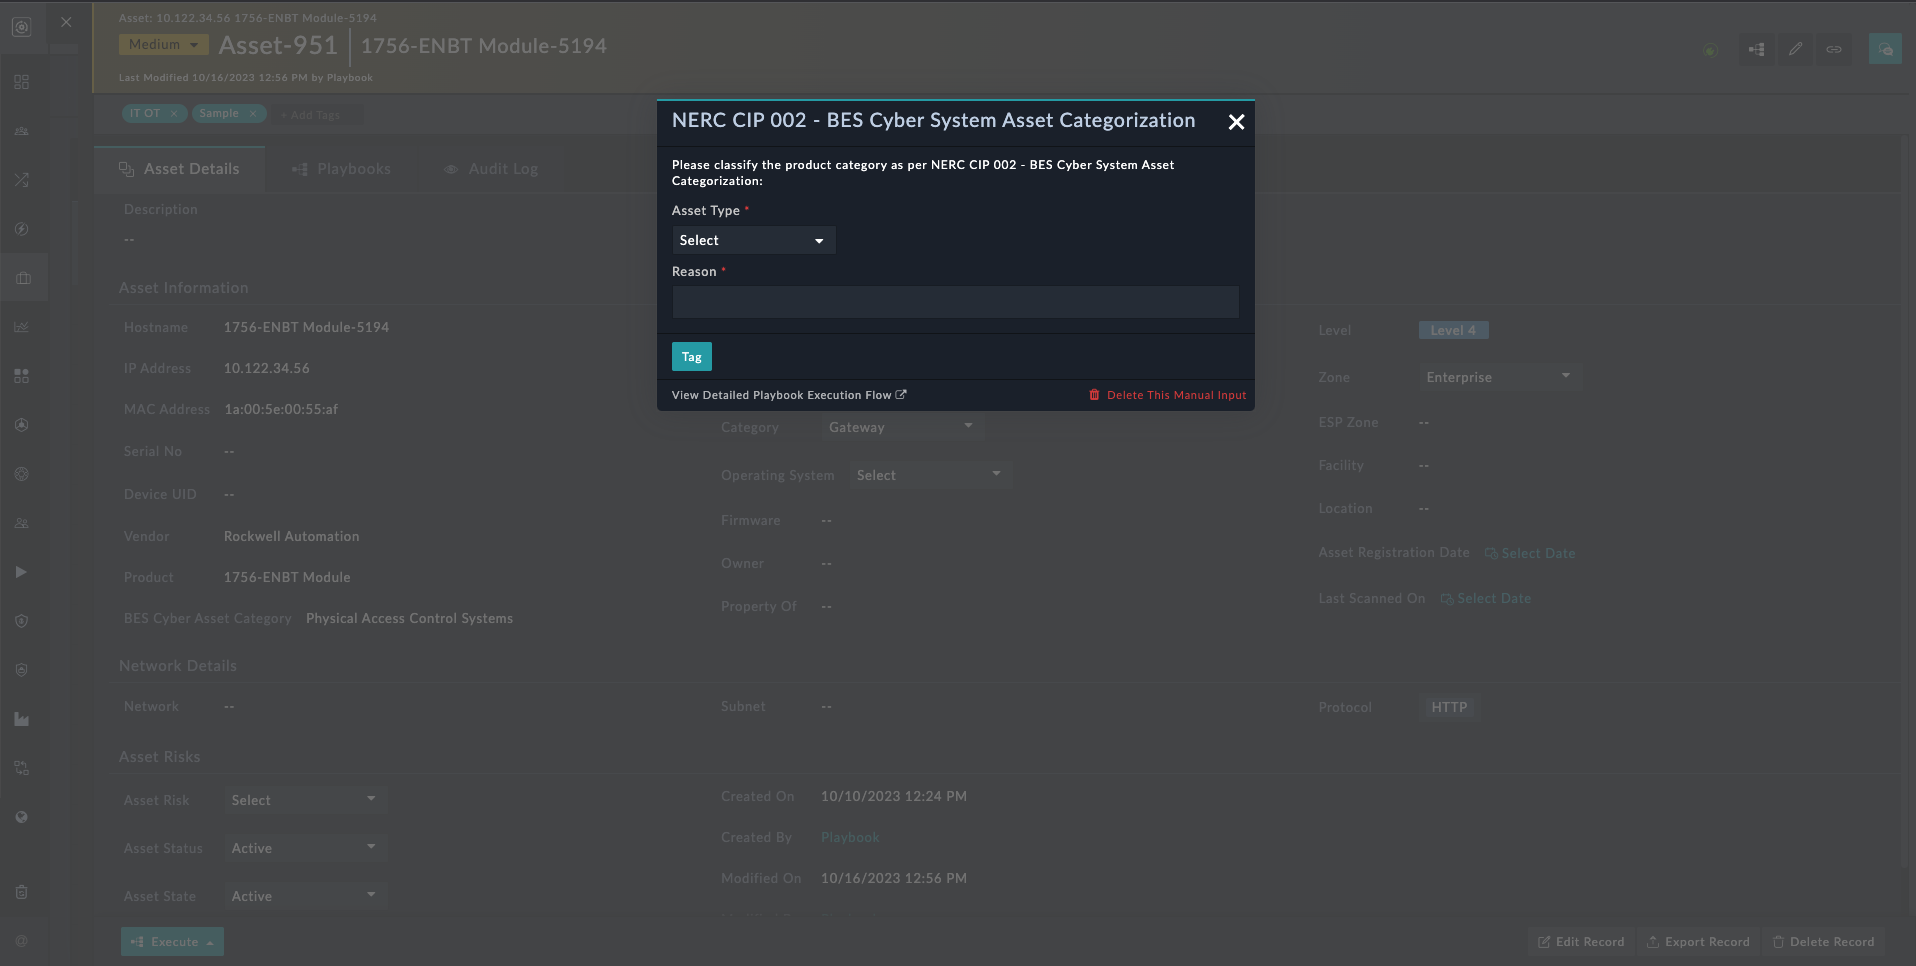 Asset: 10.122.34.56 1756-ENBT Module-5194
Medium
Asset-951
1756-ENBT Module-5194
Last Modified 10/16/2023 12:56 PM by Playbook
IT OT
Sample
+ Add Tags
Asset Details
Playbooks
Audit Log
NERC CIP 002 - BES Cyber System Asset Categorization
Please classify the product category as per NERC CIP 002 - BES Cyber System Asset
Categorization:
Asset Type *
Select
Reason *
Tag
View Detailed Playbook Execution Flow
Delete This Manual Input
Description
--
Asset Information
Hostname
1756-ENBT Module-5194
IP Address
10.122.34.56
MAC Address
1a:00:5e:00:55:af
Serial No
--
Device UID
--
Vendor
Rockwell Automation
Product
1756-ENBT Module
BES Cyber Asset Category
Physical Access Control Systems
Category
Gateway
Operating System
Select
Firmware
--
Owner
--
Property Of
--
Level
Level 4
Zone
Enterprise
ESP Zone
--
Facility
--
Location
--
Asset Registration Date
Select Date
Last Scanned On
Select Date
Network Details
Network
--
Subnet
--
Protocol
HTTP
Asset Risks
Asset Risk
Select
Asset Status
Active
Asset State
Active
Created On
10/10/2023 12:24 PM
Created By
Playbook
Modified On
10/16/2023 12:56 PM
Execute
Edit Record
Export Record
Delete Record